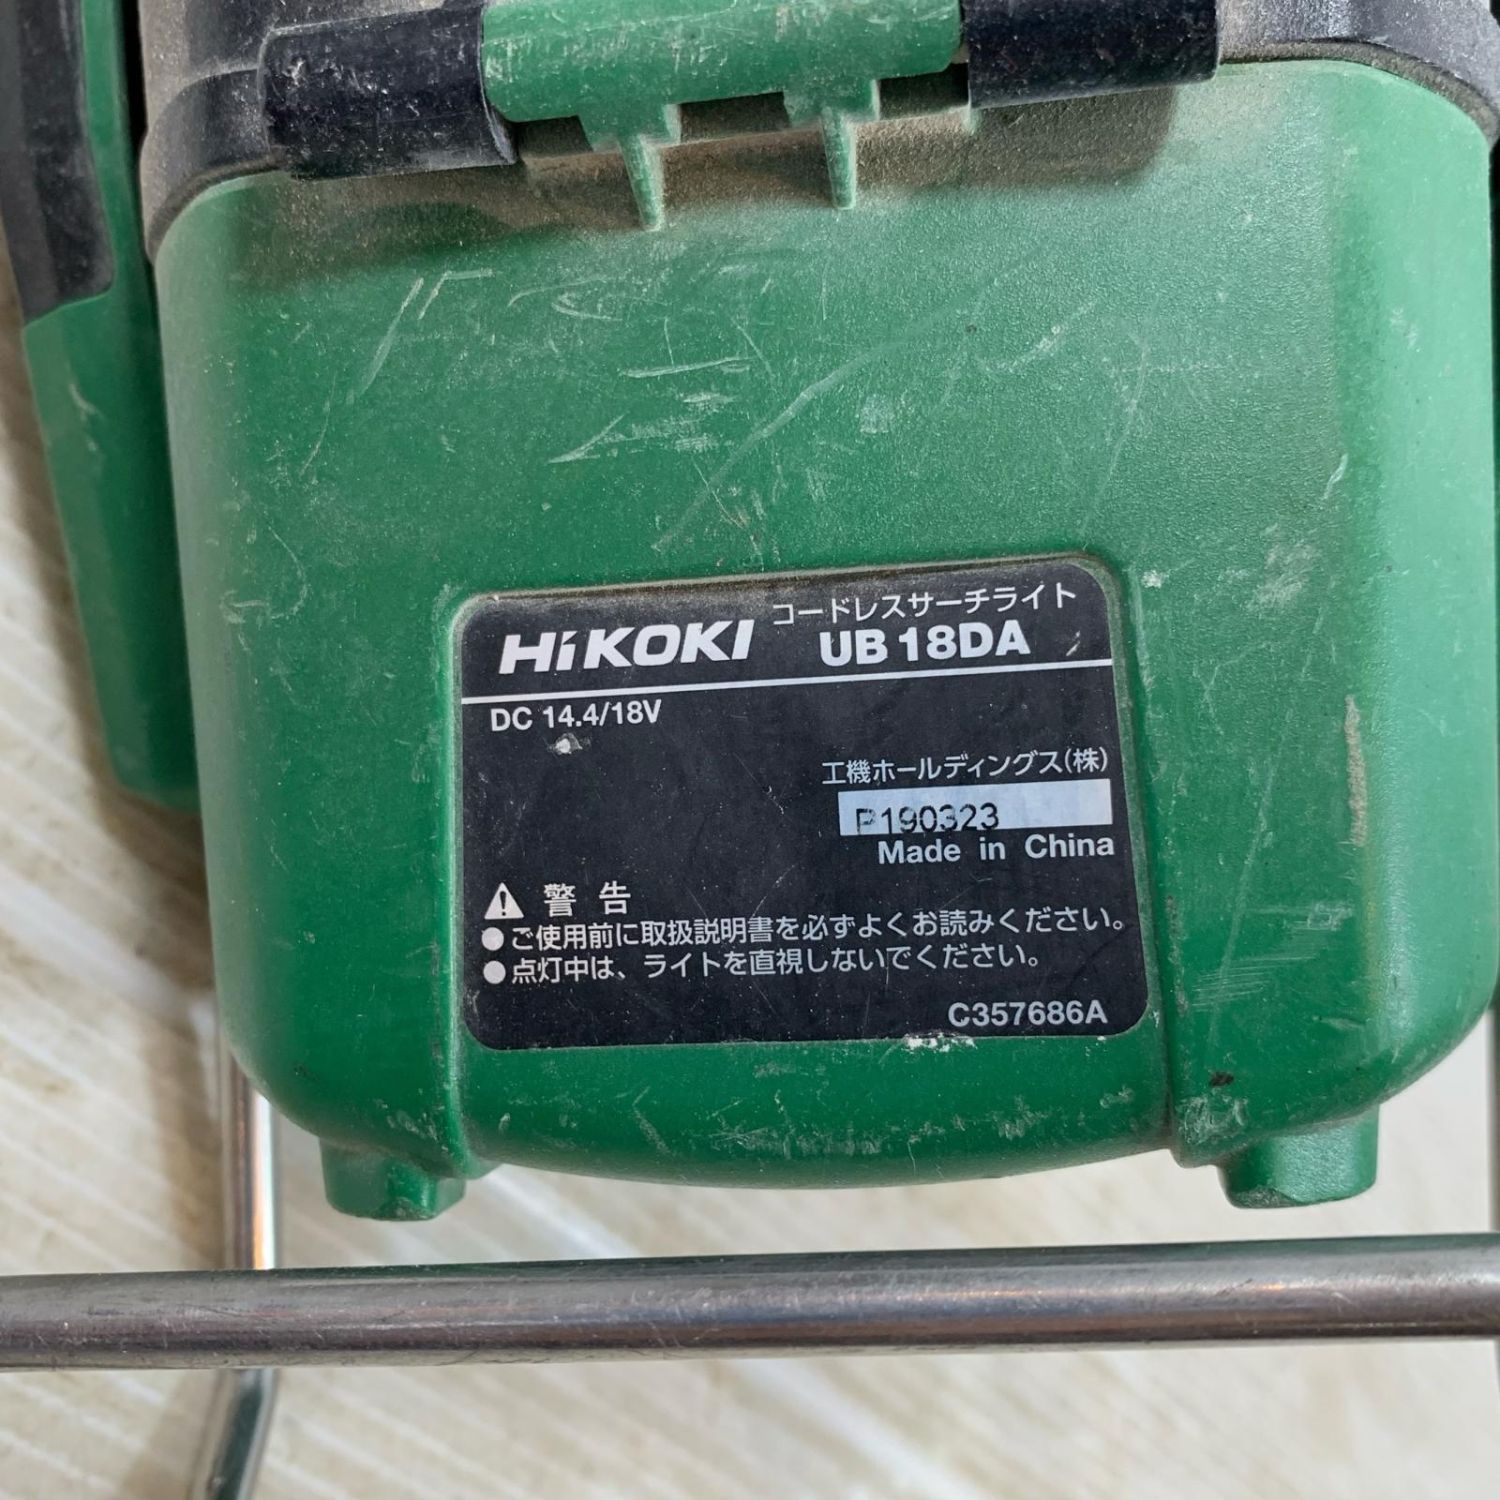 コードレスサーチライト
HiKOKI UB 18DA
DC 14.4/18V
工機ホールディングス(株)
P190323
Made in China
⚠ 警告
●ご使用前に取扱説明書を必ずよくお読みください。
●点灯中は、ライトを直視しないでください。
C357686A